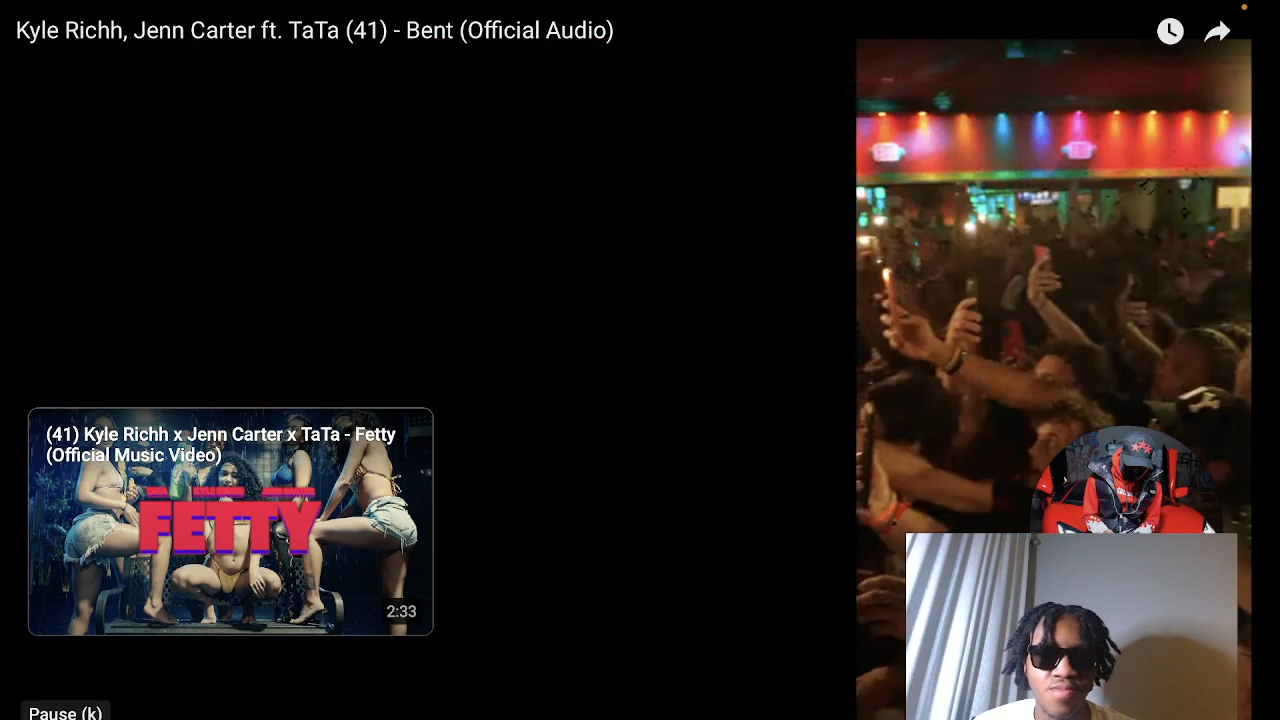 Kyle Richh, Jenn Carter ft. TaTa (41) - Bent (Official Audio)
EXIT
(41) Kyle Richh x Jenn Carter x TaTa - Fetty
(Official Music Video)
FETTY
2:33
Pause (k)